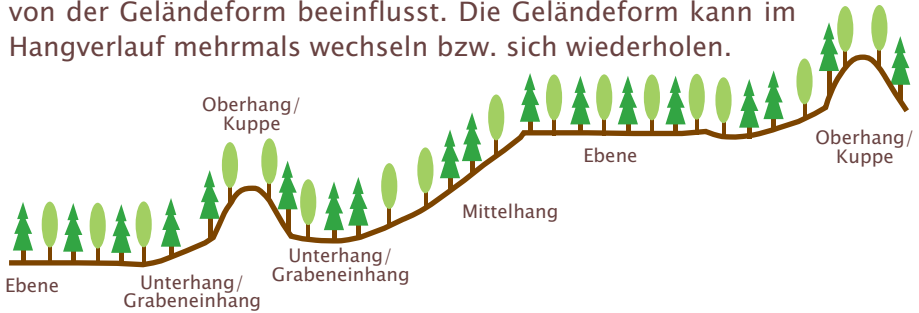 von der Geländeform beeinflusst. Die Geländeform kann im
Hangverlauf mehrmals wechseln bzw. sich wiederholen.
Oberhang/
Kuppe
Oberhang/
Kuppe
Ebene
Mittelhang
Unterhang/
Grabeneinhang
Ebene
Unterhang/
Grabeneinhang